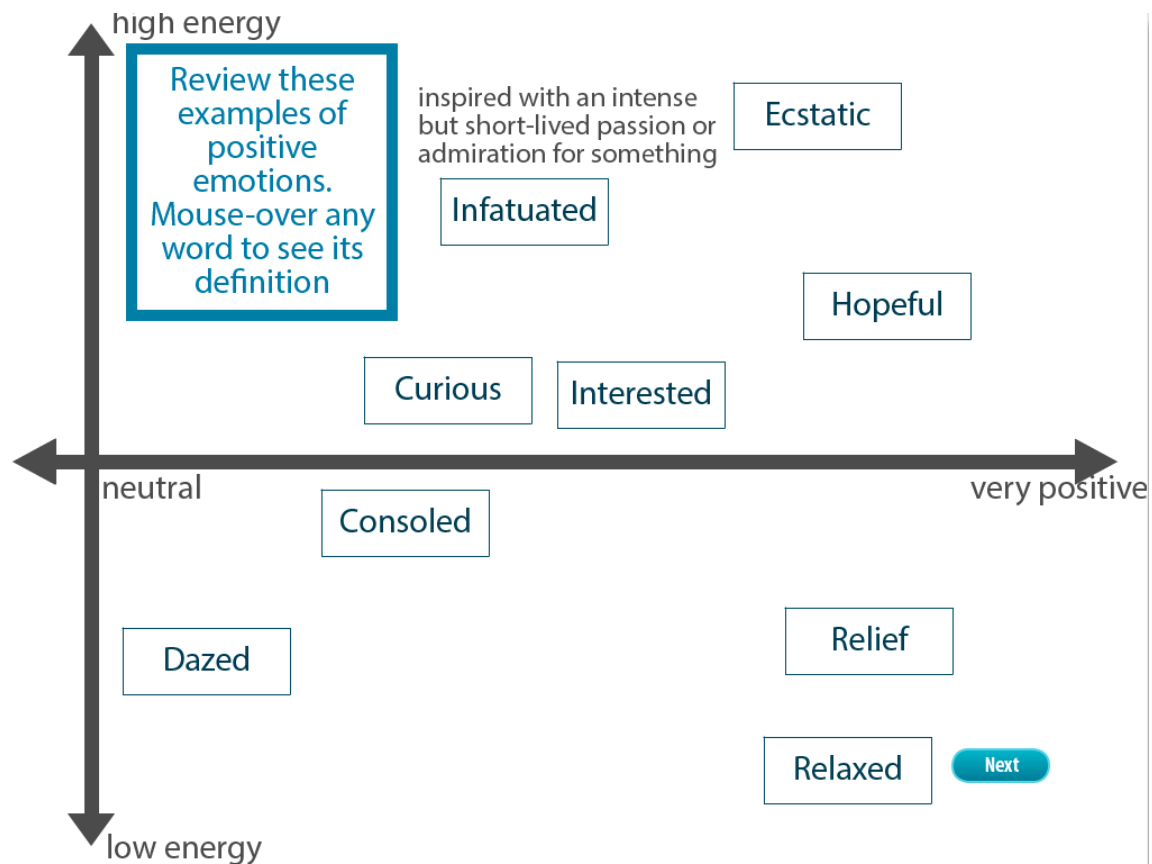 high energy
Review these
examples of
positive
emotions.
Mouse-over any
word to see its
definition
inspired with an intense
but short-lived passion or
admiration for something
Ecstatic
Infatuated
Hopeful
Curious
Interested
neutral
very positive
Consoled
Dazed
Relief
Relaxed
Next
low energy